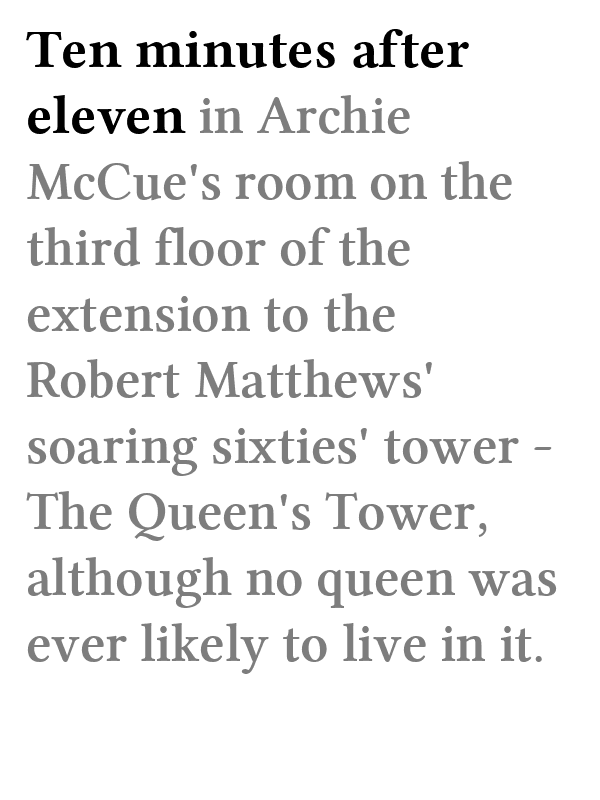 Ten minutes after
eleven in Archie
McCue's room on the
third floor of the
extension to the
Robert Matthews'
soaring sixties' tower -
The Queen's Tower,
although no queen was
ever likely to live in it.